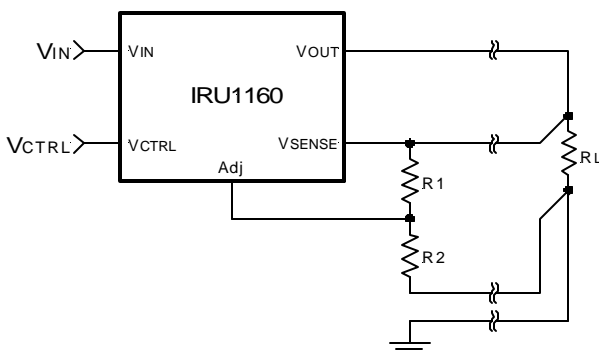 VIN
VIN
VOUT
IRU1160
VCTRL
VCTRL
VSENSE
Adj
R1
R2
RL